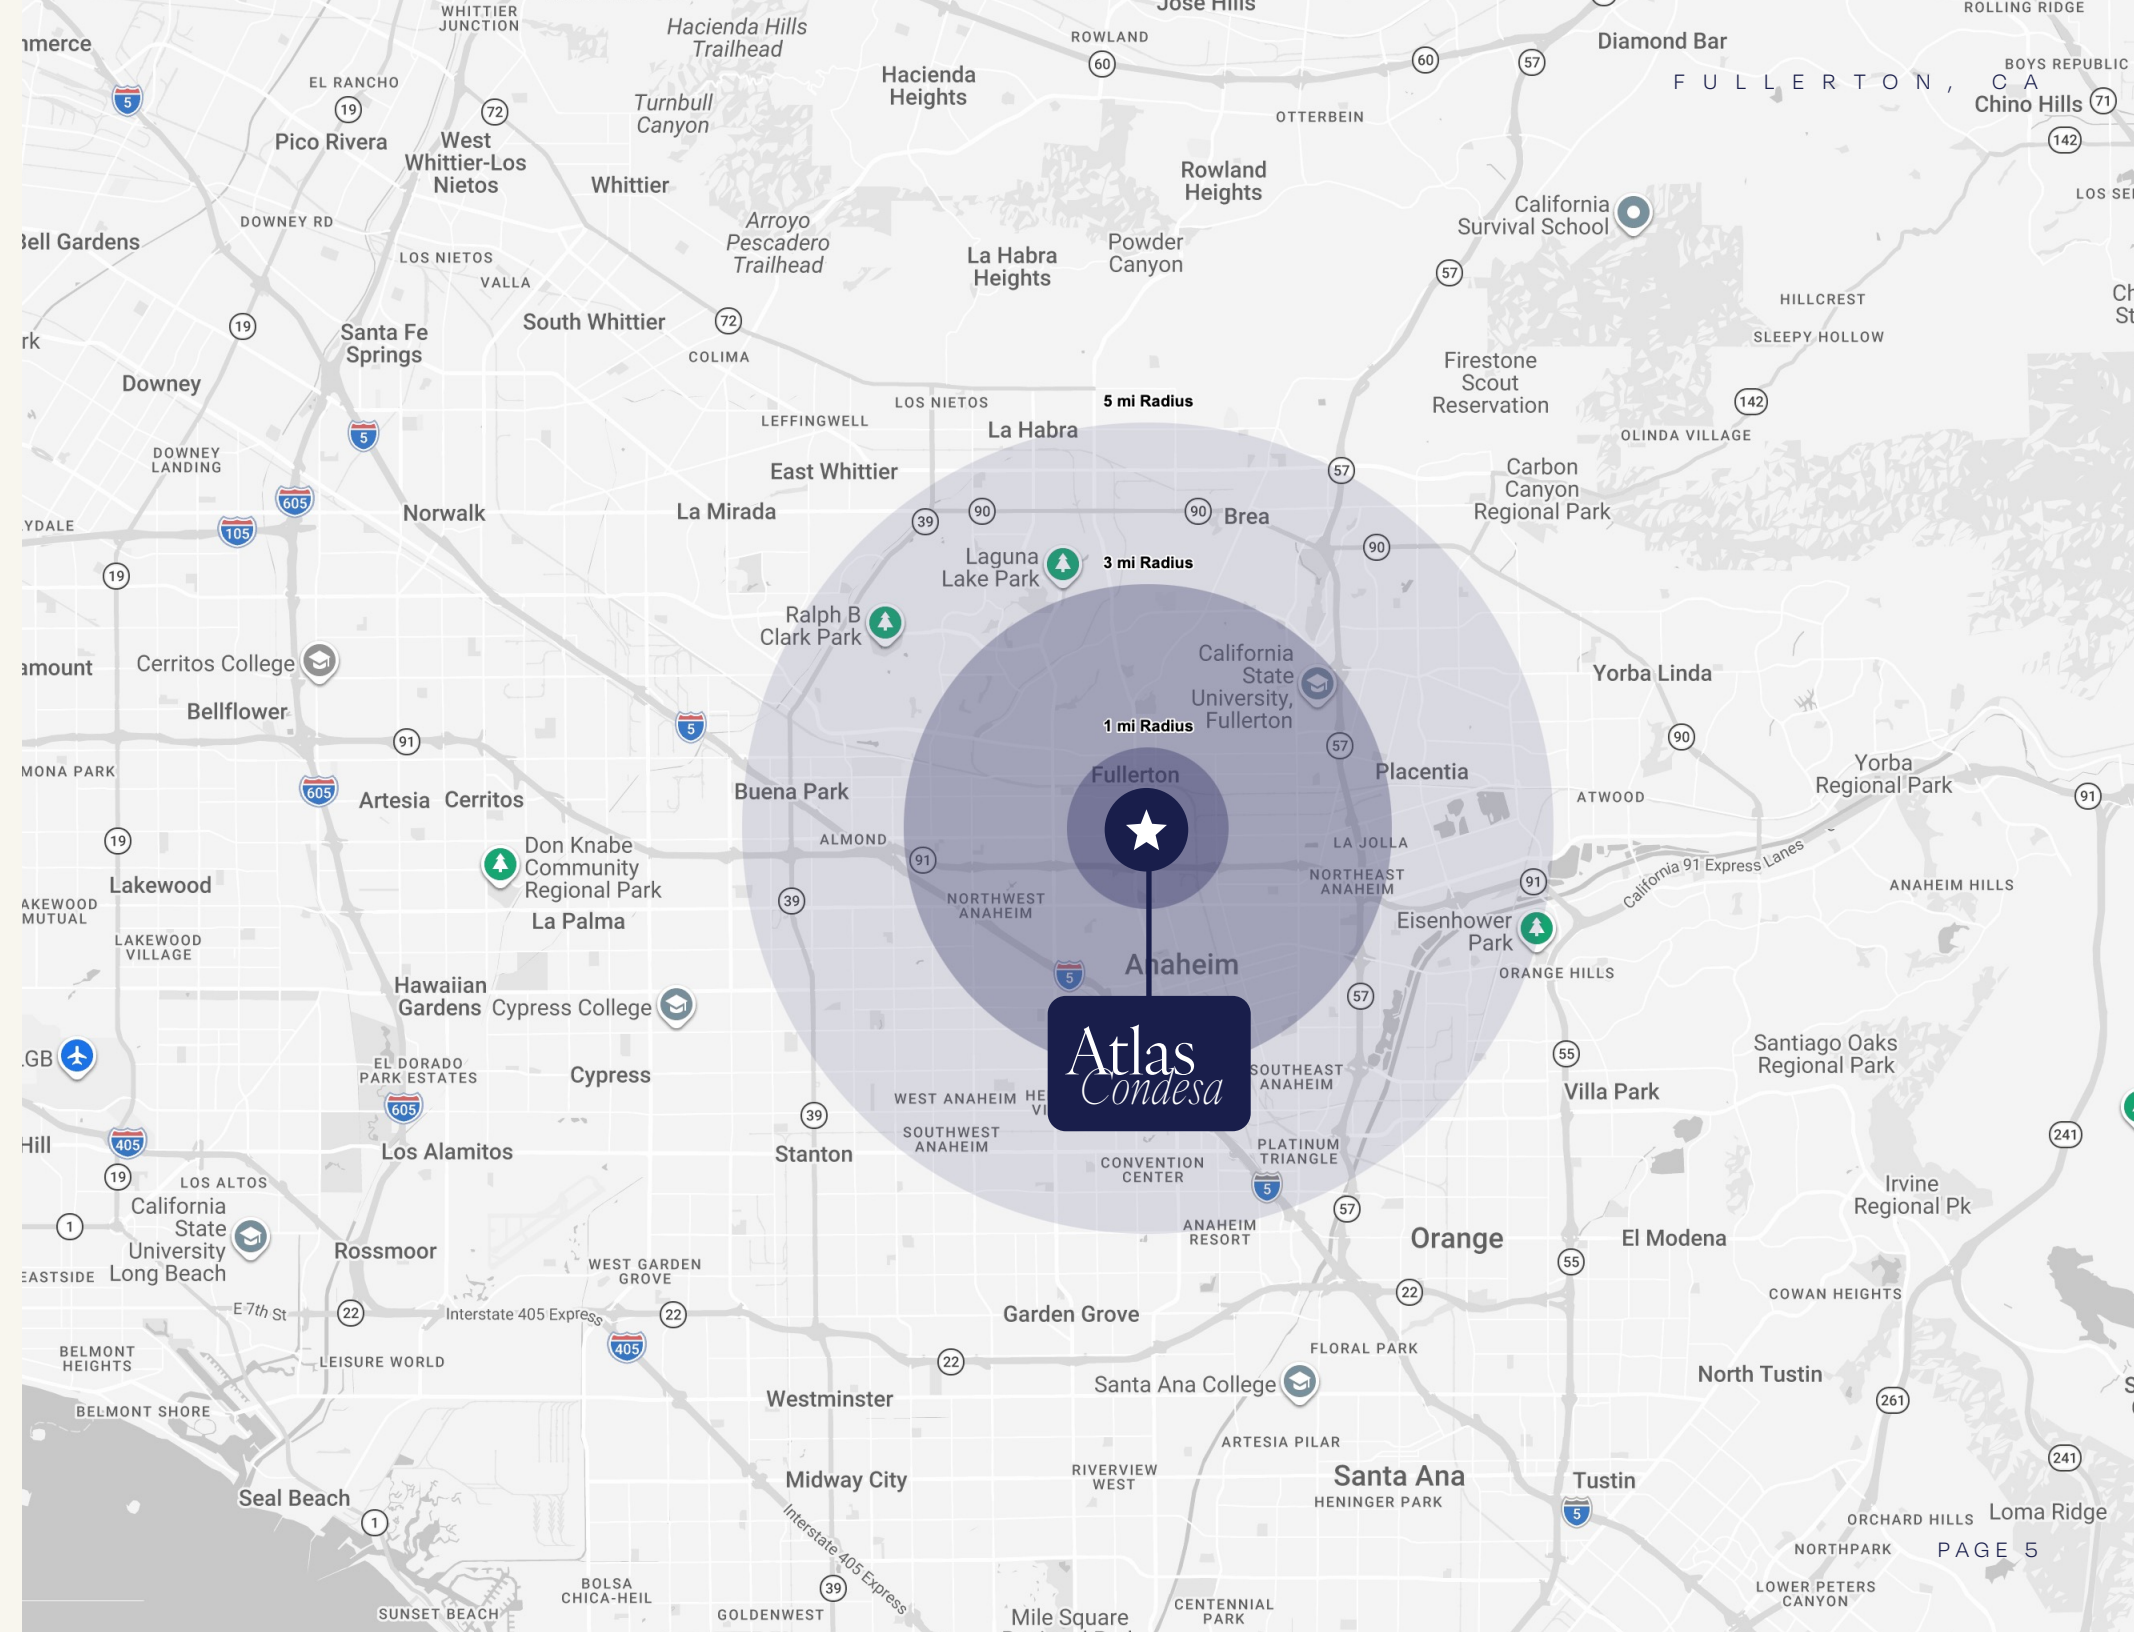 WHITTIER
JUNCTION
Hacienda Hills
Trailhead
Jose Hills
ROLLING RIDGE
ROWLAND
60
60
57
Diamond Bar
BOYS REPUBLIC
FULLERTON, CA
Chino Hills
71
142
5
EL RANCHO
19
72
Hacienda
Heights
Turnbull
Canyon
OTTERBEIN
Pico Rivera
West
Whittier-Los
Nietos
Whittier
Rowland
Heights
California
Survival School
DOWNEY RD
Arroyo
Pescadero
Trailhead
Bell Gardens
LOS NIETOS
VALLA
La Habra
Heights
Powder
Canyon
57
HILLCREST
SLEEPY HOLLOW
19
South Whittier
72
Santa Fe
Springs
COLIMA
Firestone
Scout
Reservation
Downey
LOS NIETOS
5 mi Radius
142
LEFFINGWELL
La Habra
OLINDA VILLAGE
5
DOWNEY
LANDING
East Whittier
57
Carbon
Canyon
Regional Park
605
Norwalk
La Mirada
39
90
90
Brea
105
90
19
Laguna
Lake Park
3 mi Radius
Ralph B
Clark Park
Cerritos College
California
State
University,
Fullerton
Yorba Linda
Bellflower
5
1 mi Radius
91
57
90
Fullerton
Placentia
Yorba
Regional Park
605
Artesia
Cerritos
Buena Park
ATWOOD
91
19
ALMOND
91
LA JOLLA
Don Knabe
Community
Regional Park
NORTHEAST
ANAHEIM
91
California 91 Express Lanes
ANAHEIM HILLS
Lakewood
39
NORTHWEST
ANAHEIM
La Palma
Eisenhower
Park
LAKEWOOD
VILLAGE
5
Anaheim
ORANGE HILLS
Hawaiian
Gardens
Cypress College
57
Atlas
Condesa
Santiago Oaks
Regional Park
EL DORADO
PARK ESTATES
Cypress
SOUTHEAST
ANAHEIM
55
Villa Park
605
WEST ANAHEIM
39
SOUTHWEST
ANAHEIM
405
Los Alamitos
Stanton
PLATINUM
TRIANGLE
241
19
CONVENTION
CENTER
5
LOS ALTOS
Irvine
Regional Pk
California
State
University
Long Beach
1
57
ANAHEIM
RESORT
Orange
El Modena
Rossmoor
55
WEST GARDEN
GROVE
22
COWAN HEIGHTS
E 7th St
22
Interstate 405 Express
22
Garden Grove
405
BELMONT
HEIGHTS
LEISURE WORLD
22
FLORAL PARK
North Tustin
Santa Ana College
Westminster
261
BELMONT SHORE
ARTESIA PILAR
241
Midway City
RIVERVIEW
WEST
Santa Ana
HENINGER PARK
Tustin
Seal Beach
5
1
Interstate 405 Express
ORCHARD HILLS
Loma Ridge
NORTHPARK
PAGE 5
BOLSA
CHICA-HEIL
39
LOWER PETERS
CANYON
SUNSET BEACH
GOLDENWEST
Mile Square
CENTENNIAL
PARK